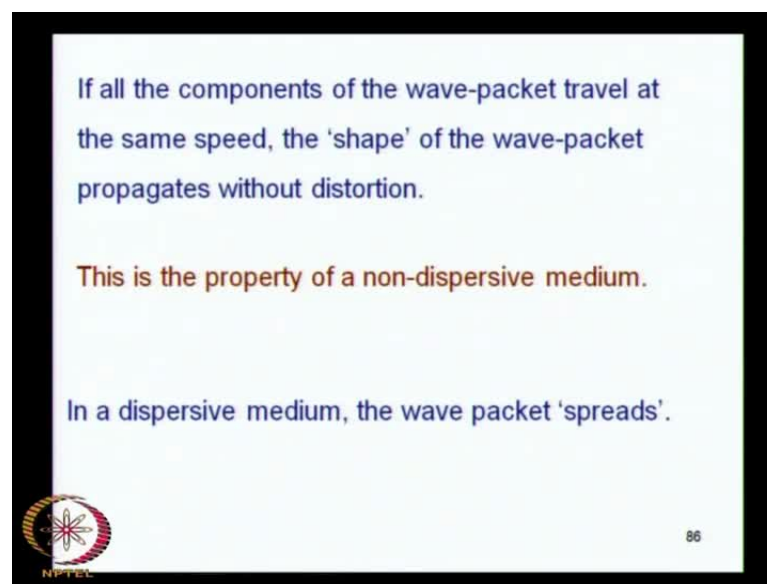 If all the components of the wave-packet travel at
the same speed, the ‘shape’ of the wave-packet
propagates without distortion.
This is the property of a non-dispersive medium.
In a dispersive medium, the wave packet ‘spreads’.
86
NPTEL